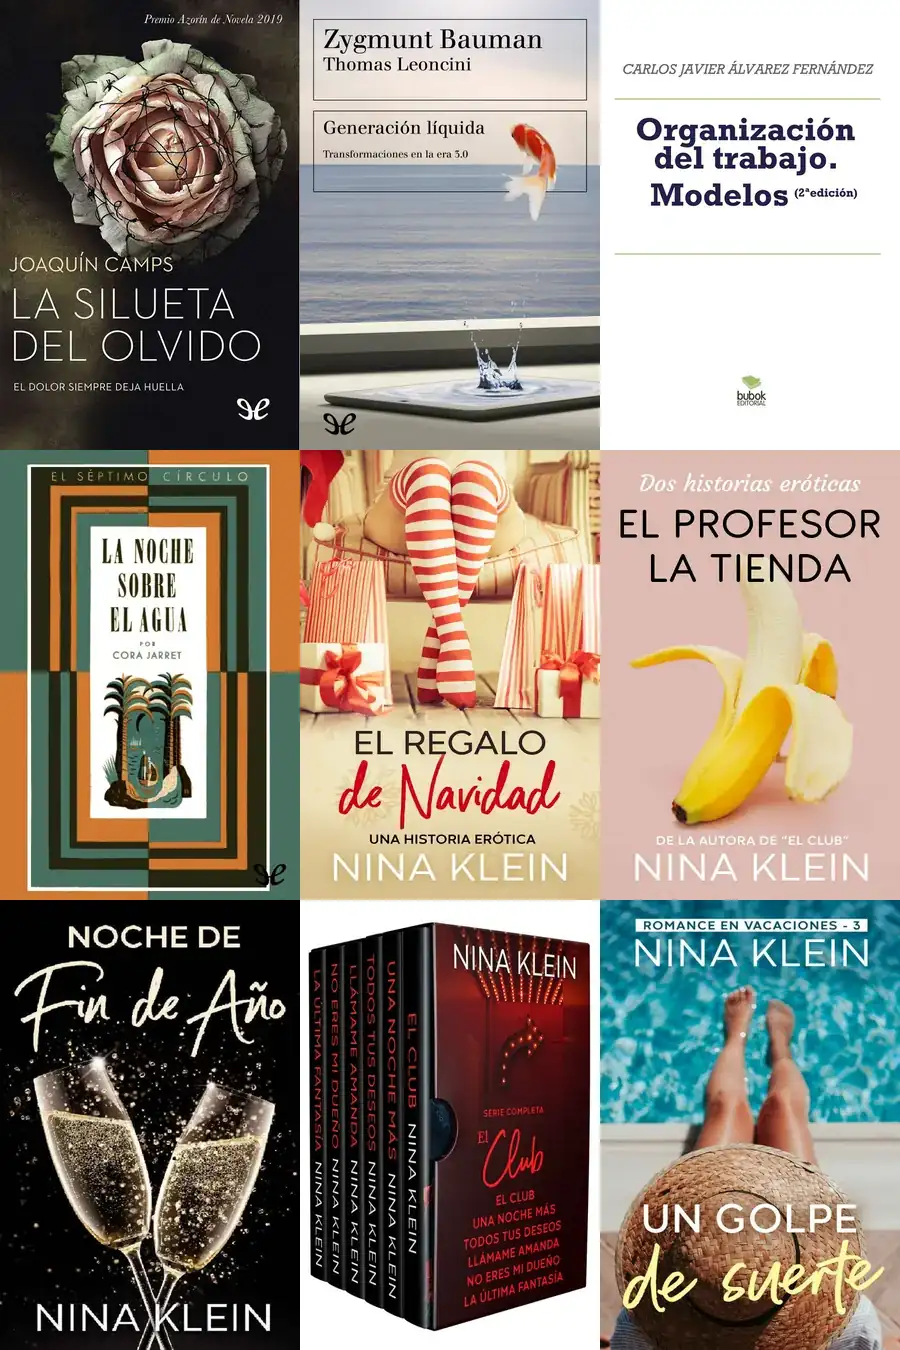 Premio Azorín de Novela 2019
JOAQUÍN CAMPS
LA SILUETA
DEL OLVIDO
EL DOLOR SIEMPRE DEJA HUELLA
Zygmunt Bauman
Thomas Leoncini
Generación líquida
Transformaciones en la era 3.0
CARLOS JAVIER ÁLVAREZ FERNÁNDEZ
Organización
del trabajo.
Modelos (2ªedición)
bubok
EDITORIAL
EL SÉPTIMO CÍRCULO
LA NOCHE
SOBRE
EL AGUA
POR
CORA JARRET
EL REGALO
de Navidad
UNA HISTORIA ERÓTICA
NINA KLEIN
Dos historias eróticas
EL PROFESOR
LA TIENDA
DE LA AUTORA DE "EL CLUB"
NINA KLEIN
NOCHE DE
Fin de Año
NINA KLEIN
LA ÚLTIMA FANTASÍA NINA KLEIN
NO ERES MI DUEÑO NINA KLEIN
LLÁMAME AMANDA NINA KLEIN
TODOS TUS DESEOS NINA KLEIN
UNA NOCHE MÁS NINA KLEIN
EL CLUB NINA KLEIN
NINA KLEIN
SERIE COMPLETA
El Club
EL CLUB
UNA NOCHE MÁS
TODOS TUS DESEOS
LLÁMAME AMANDA
NO ERES MI DUEÑO
LA ÚLTIMA FANTASÍA
ROMANCE EN VACACIONES - 3
NINA KLEIN
UN GOLPE
de suerte